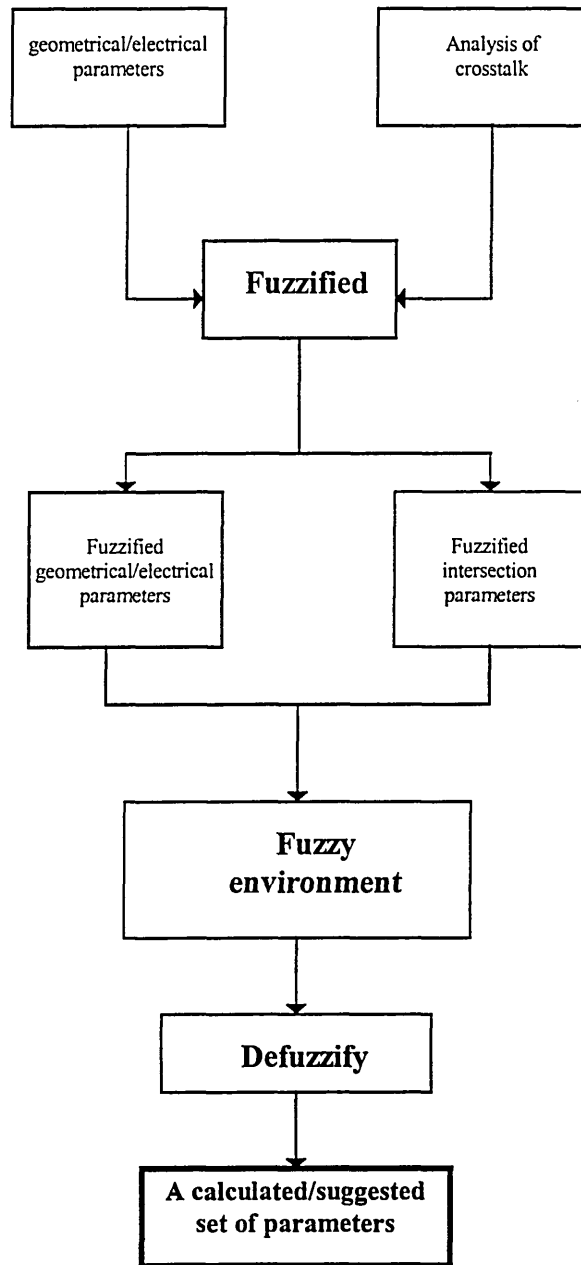 geometrical/electrical
parameters
Analysis of
crosstalk
Fuzzified
Fuzzified
geometrical/electrical
parameters
Fuzzified
intersection
parameters
Fuzzy
environment
Defuzzify
A calculated/suggested
set of parameters